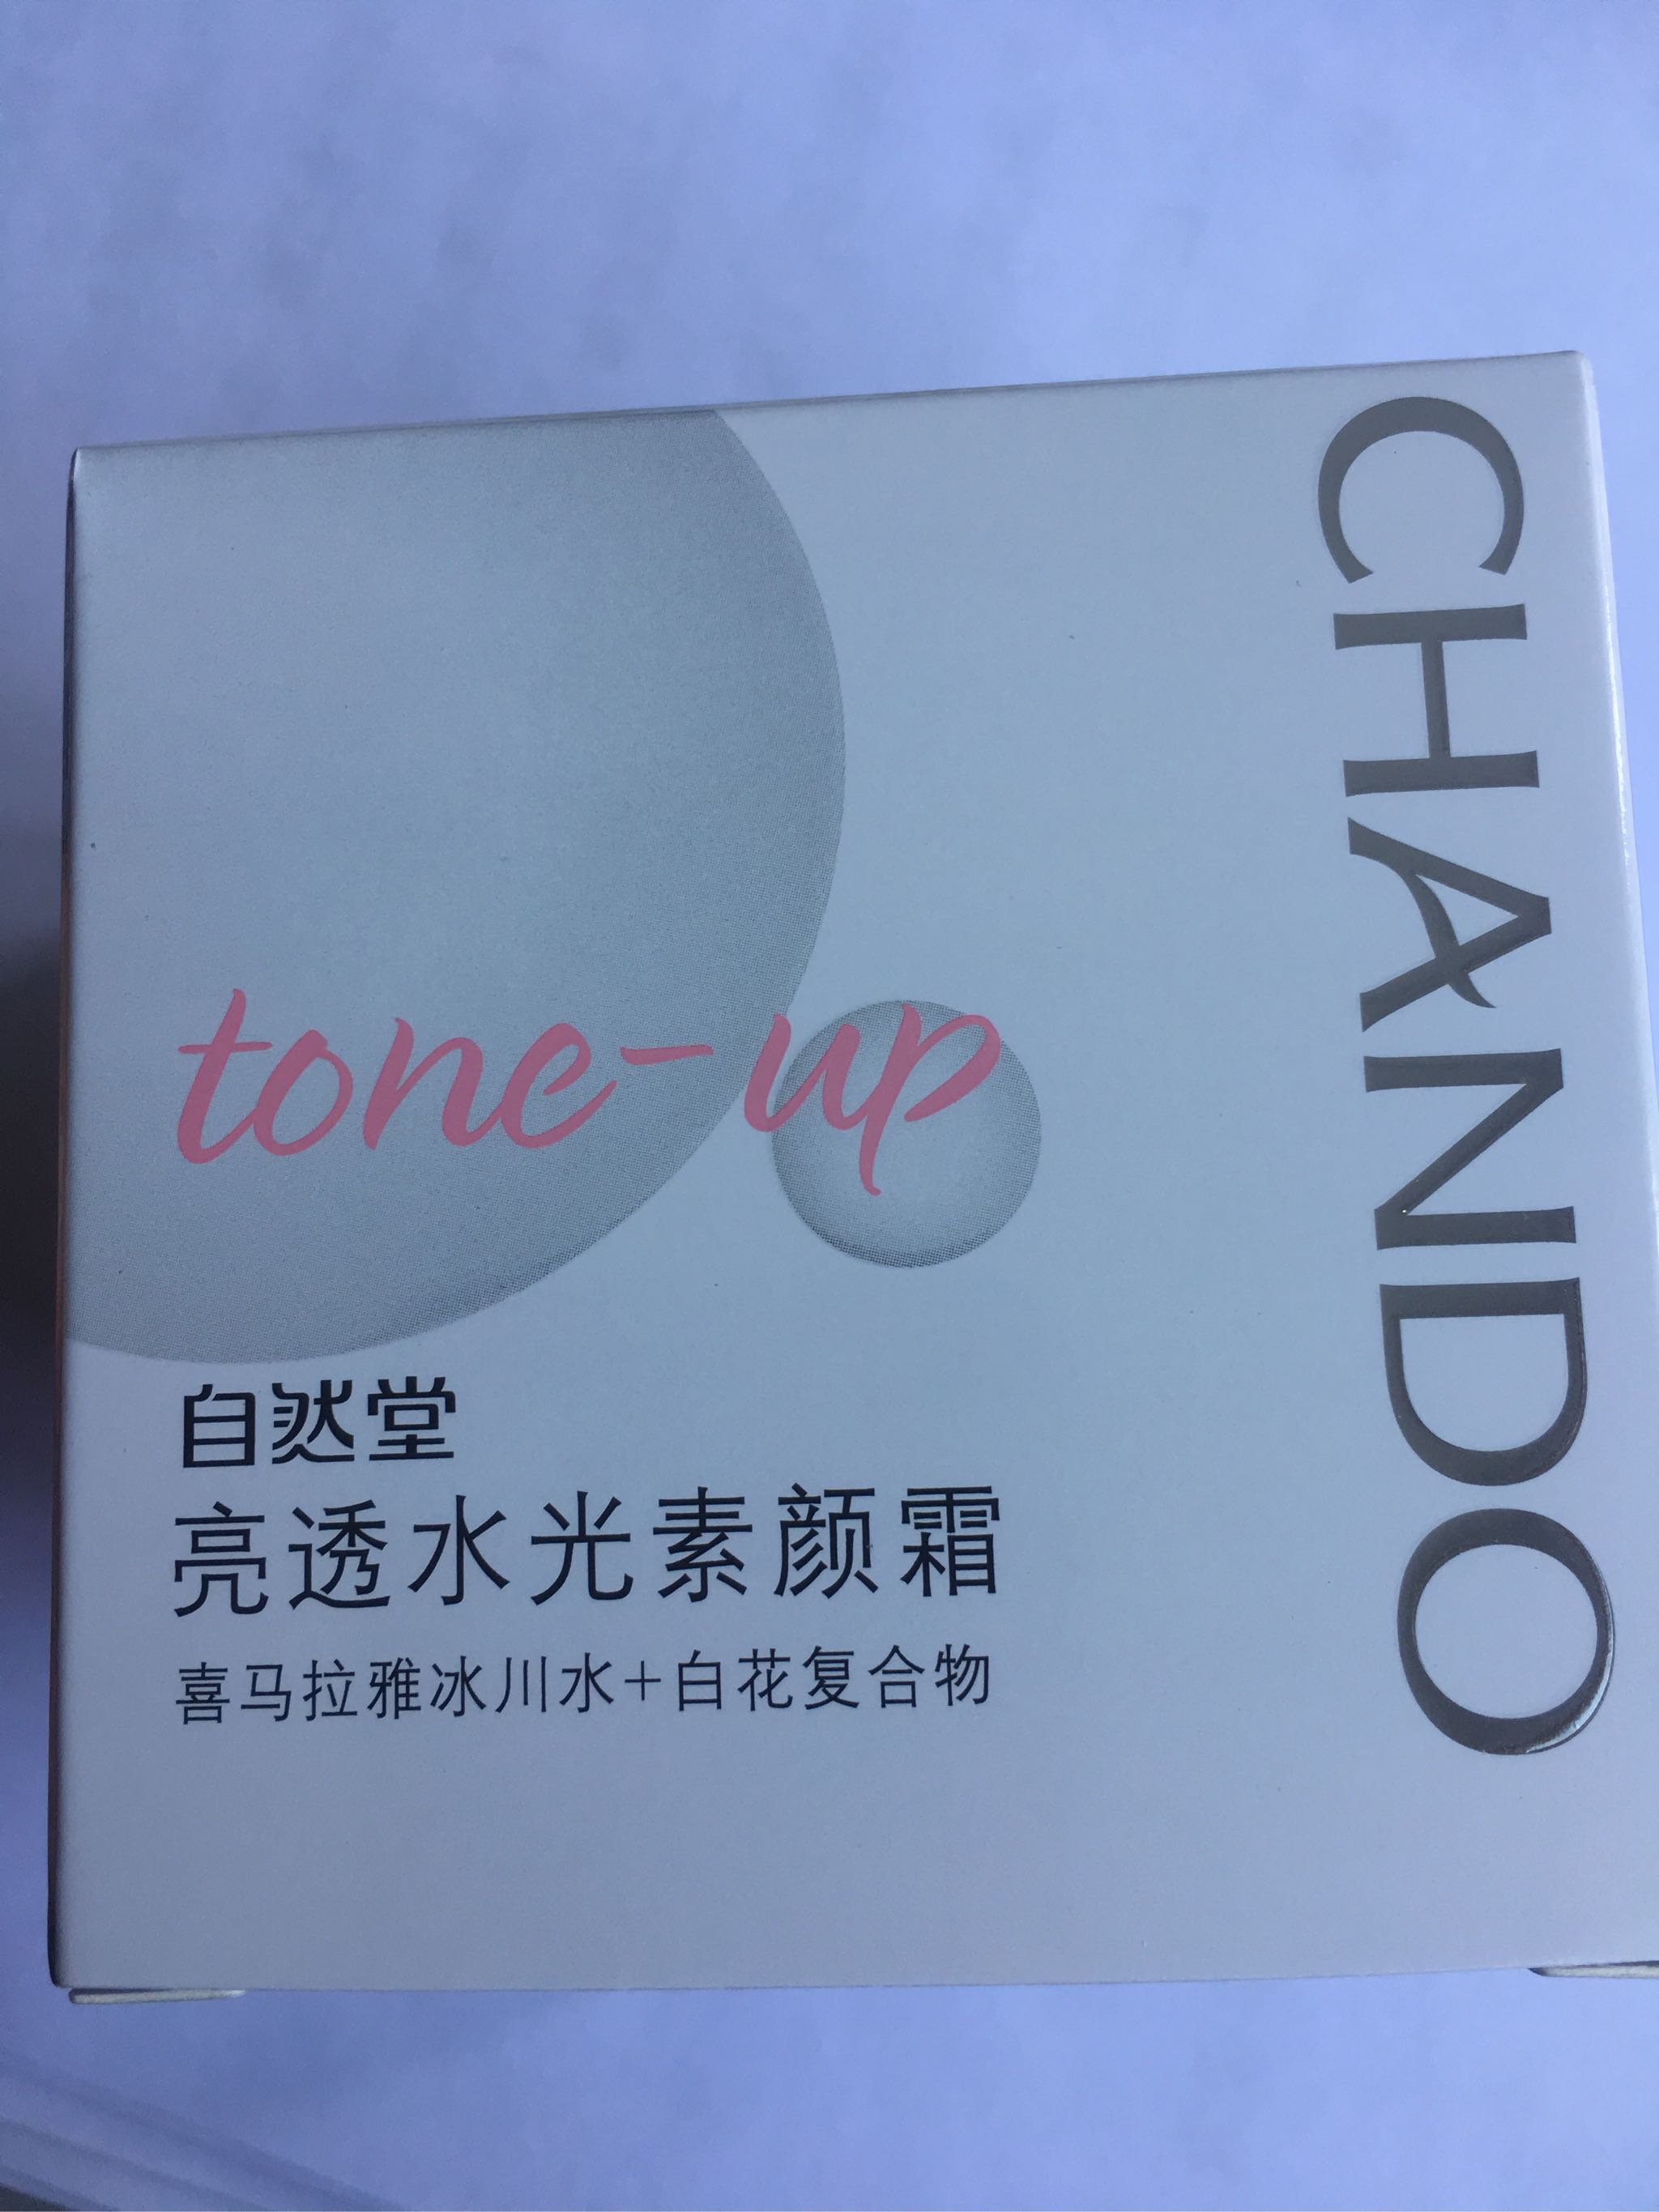 CHANDO
tone-up
自然堂
亮透水光素颜霜
喜马拉雅冰川水+白花复合物